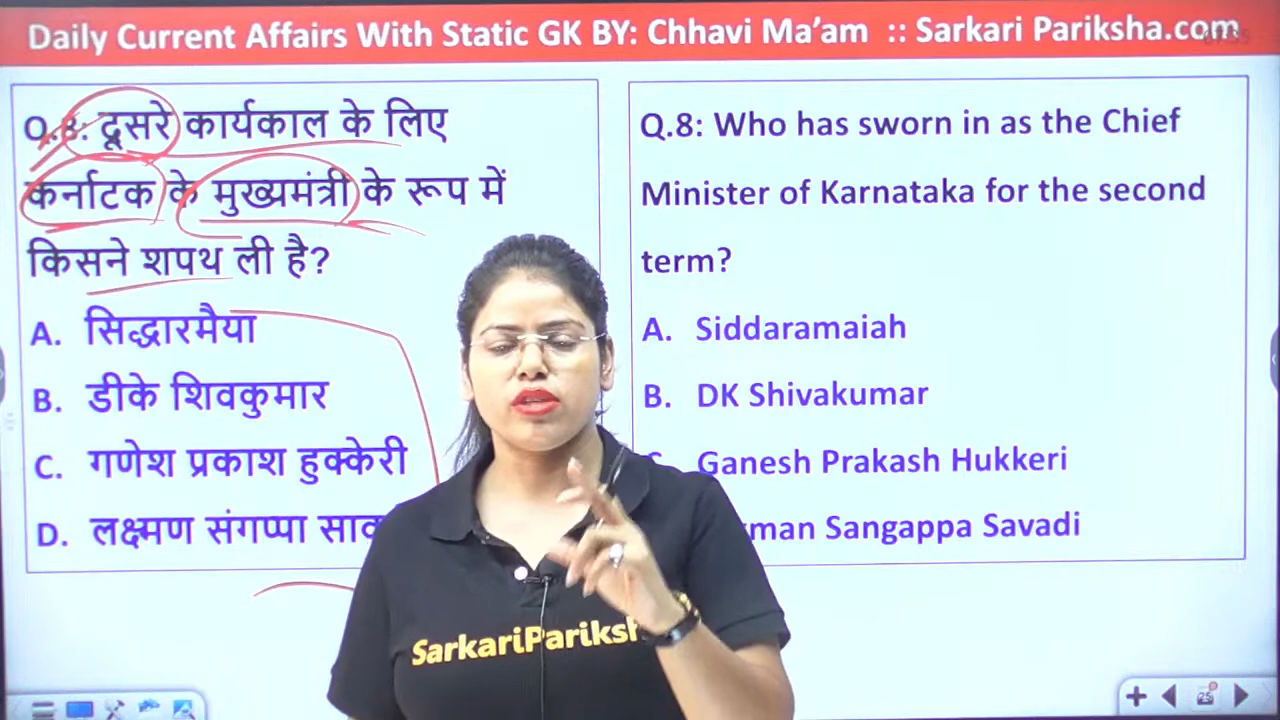 Daily Current Affairs With Static GK BY: Chhavi Ma’am :: Sarkari Pariksha.com
Q.8: दूसरे कार्यकाल के लिए
कर्नाटक के मुख्यमंत्री के रूप में
किसने शपथ ली है?
A. सिद्धारमैया
B. डीके शिवकुमार
C. गणेश प्रकाश हुक्केरी
D. लक्ष्मण संगप्पा
Q.8: Who has sworn in as the Chief
Minister of Karnataka for the second
term?
A. Siddaramaiah
B. DK Shivakumar
Ganesh Prakash Hukkeri
Sangappa Savadi
SarkariPariksh
25